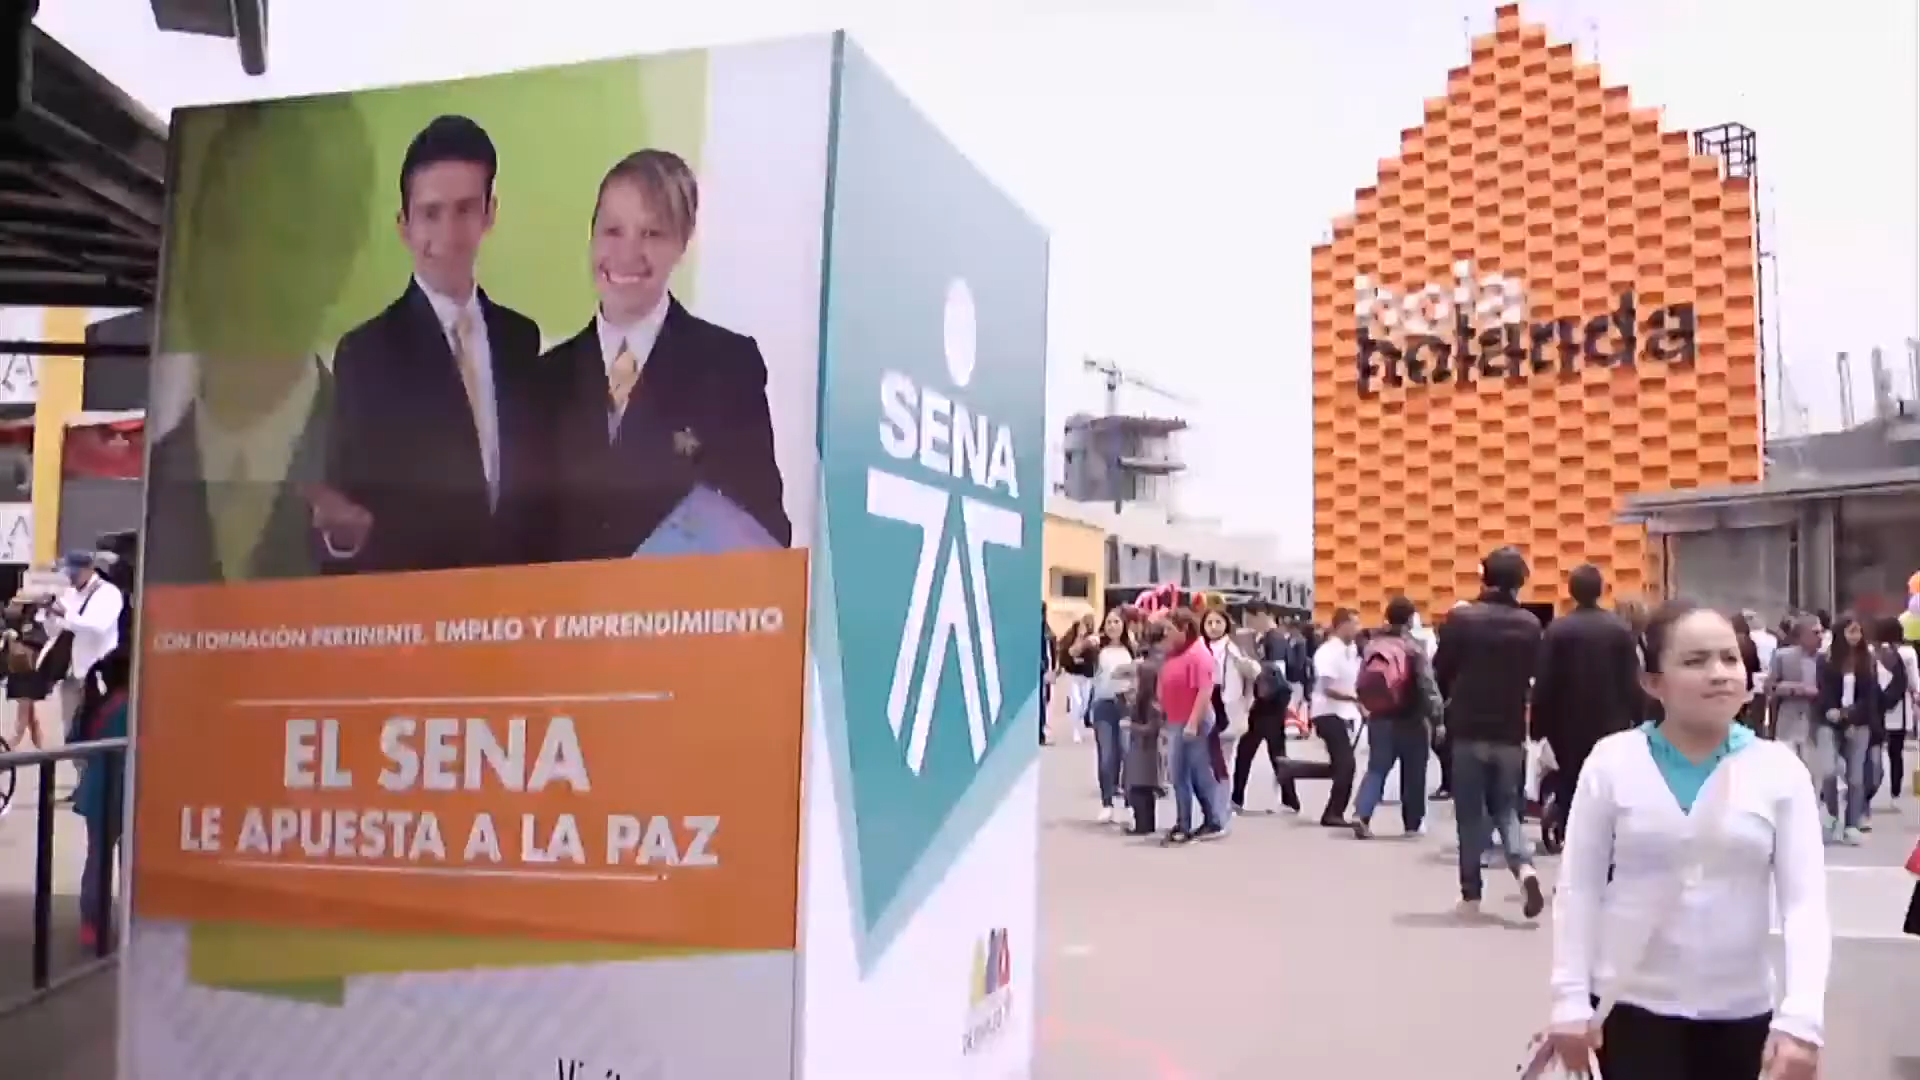 CON FORMACIÓN PERTINENTE, EMPLEO Y EMPRENDIMIENTO
EL SENA
LE APUESTA A LA PAZ
SENA
hola
holanda